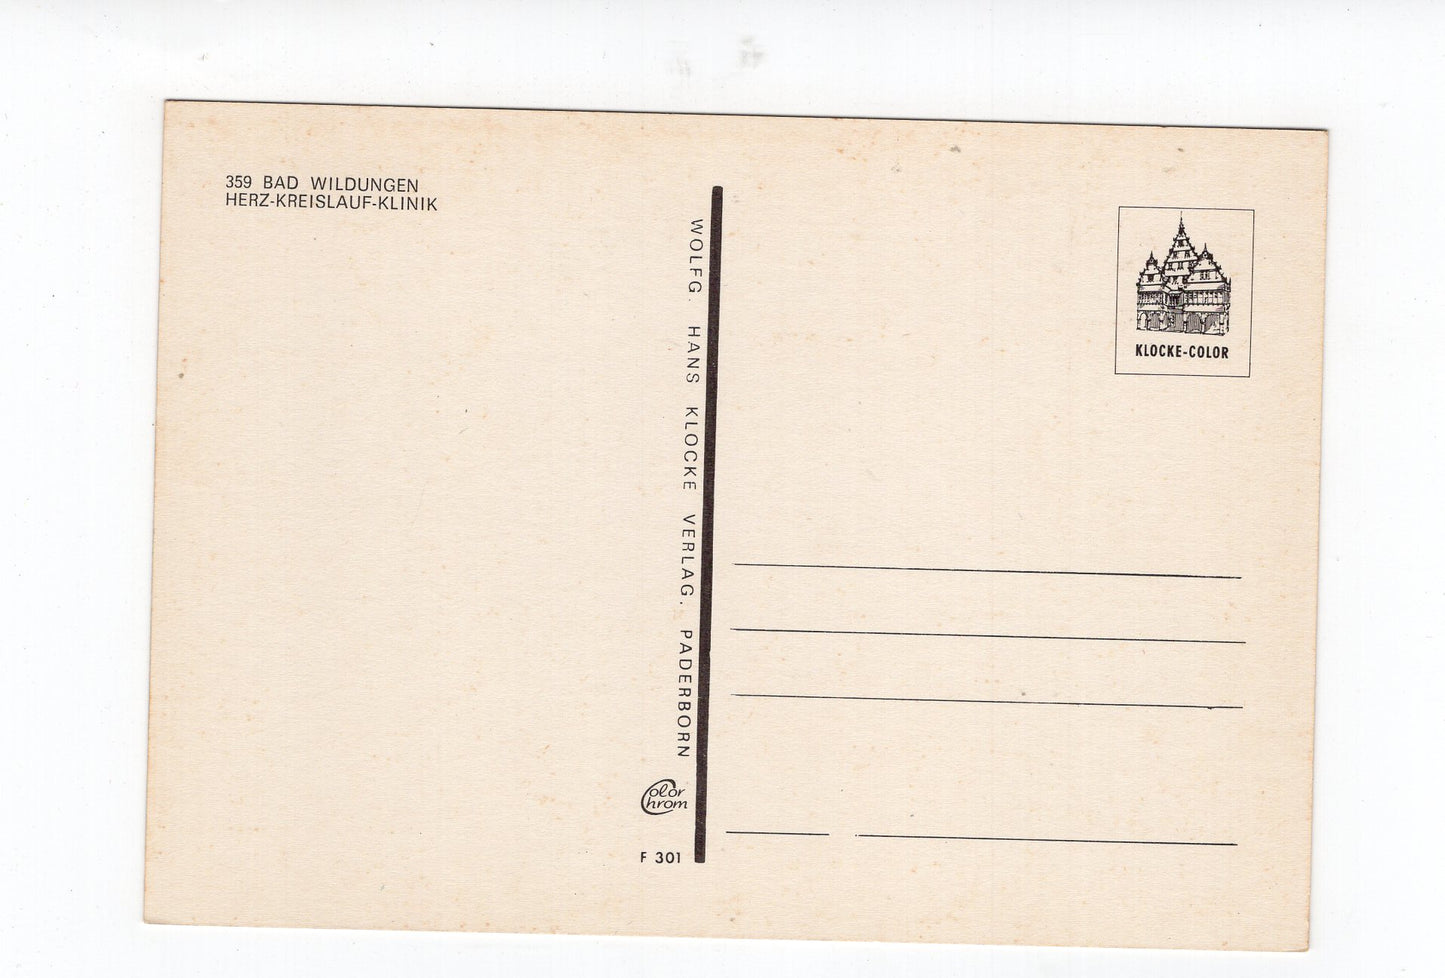 359 BAD WILDUNGEN
HERZ-KREISLAUF-KLINIK
WOLFG. HANS KLOCKE VERLAG, PADERBORN
Color
Chrom
F 301
KLOCKE-COLOR